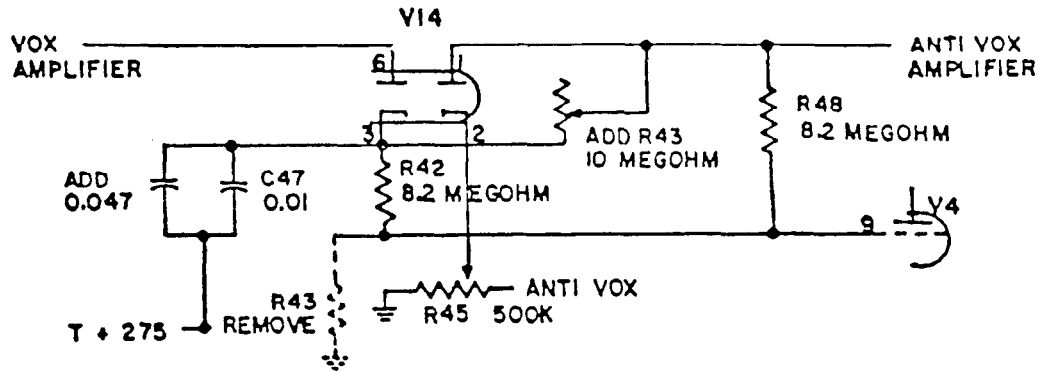 V14
VOX
AMPLIFIER
6
1
ANTI VOX
AMPLIFIER
R48
8.2 MEGOHM
3
2
ADD R43
10 MEGOHM
ADD
0.047
C47
0.01
R42
8.2 MEGOHM
V4
9
R43
REMOVE
ANTI VOX
R45 500K
T + 275